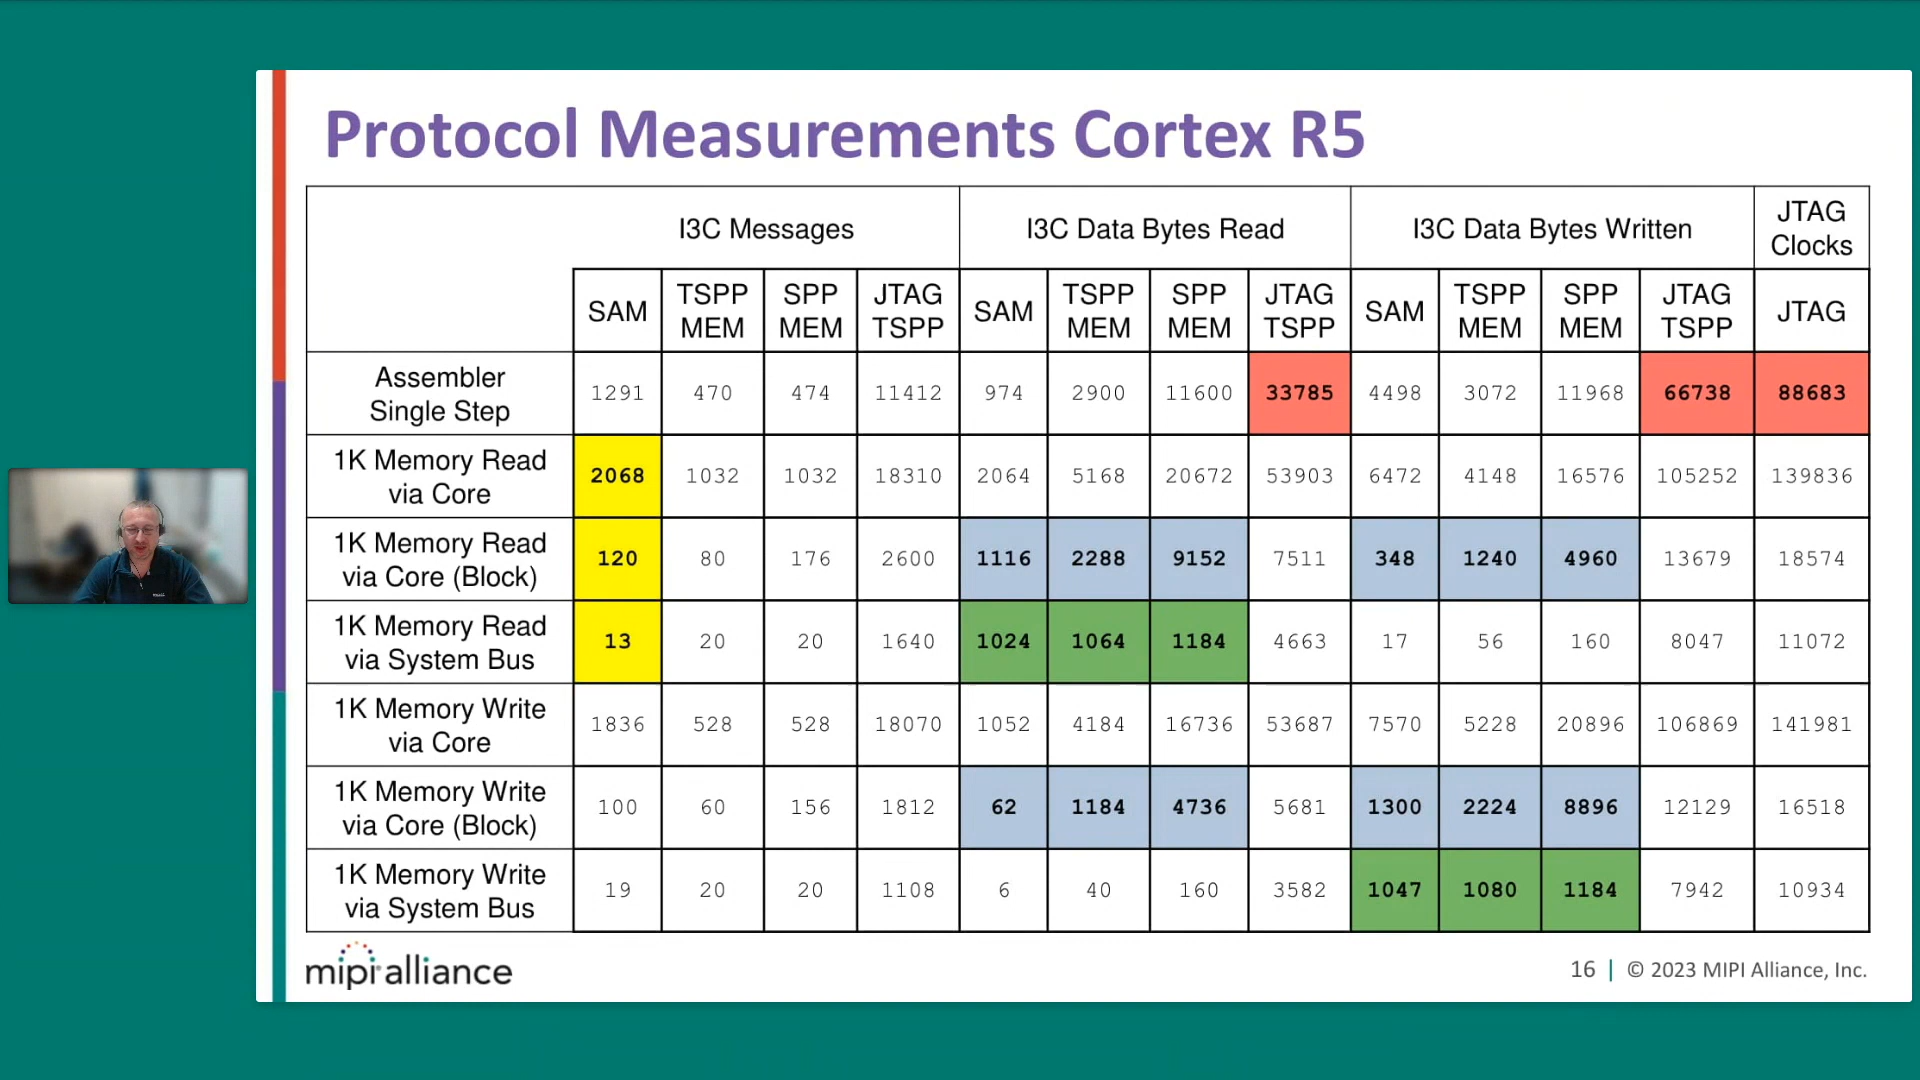 Protocol Measurements Cortex R5
I3C Messages I3C Data Bytes Read I3C Data Bytes Written JTAG Clocks
SAM TSPP MEM SPP MEM JTAG TSPP SAM TSPP MEM SPP MEM JTAG TSPP SAM TSPP MEM SPP MEM JTAG TSPP JTAG
Assembler Single Step 1291 470 474 11412 974 2900 11600 33785 4498 3072 11968 66738 88683
1K Memory Read via Core 2068 1032 1032 18310 2064 5168 20672 53903 6472 4148 16576 105252 139836
1K Memory Read via Core (Block) 120 80 176 2600 1116 2288 9152 7511 348 1240 4960 13679 18574
1K Memory Read via System Bus 13 20 20 1640 1024 1064 1184 4663 17 56 160 8047 11072
1K Memory Write via Core 1836 528 528 18070 1052 4184 16736 53687 7570 5228 20896 106869 141981
1K Memory Write via Core (Block) 100 60 156 1812 62 1184 4736 5681 1300 2224 8896 12129 16518
1K Memory Write via System Bus 19 20 20 1108 6 40 160 3582 1047 1080 1184 7942 10934
mipi alliance
16 | © 2023 MIPI Alliance, Inc.